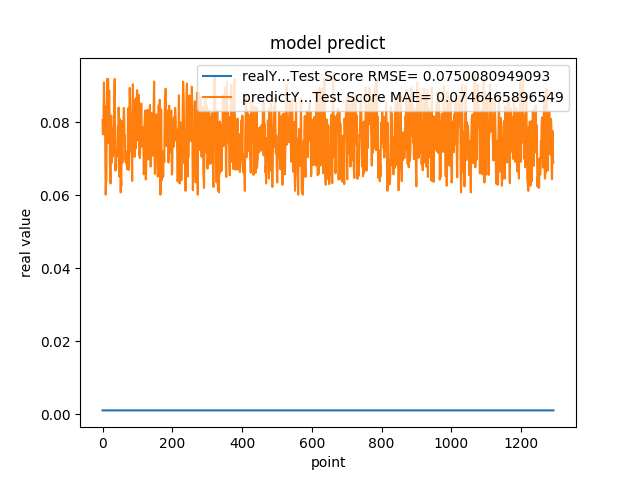 model predict
realY...Test Score RMSE= 0.0750080949093
predictY...Test Score MAE= 0.0746465896549
real value
0.08
0.06
0.04
0.02
0.00
0 200 400 600 800 1000 1200
point